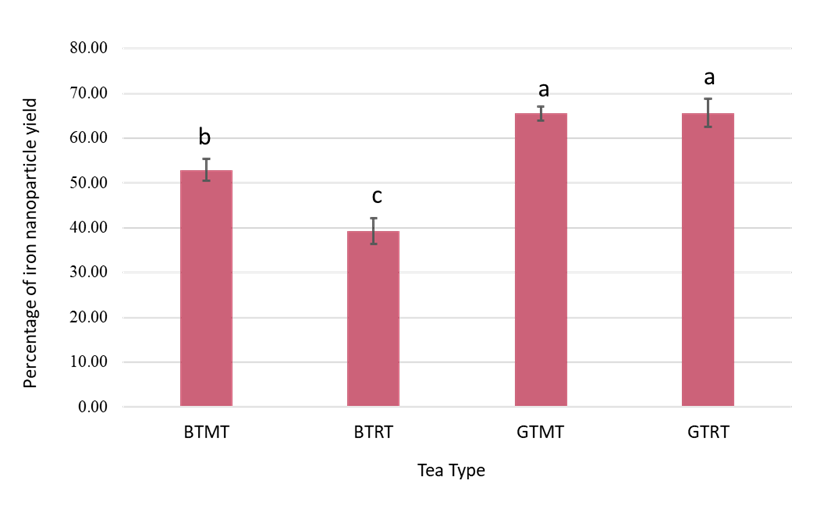 80.00
70.00
60.00
50.00
40.00
30.00
20.00
10.00
0.00
Percentage of iron nanoparticle yield
b
c
a
a
BTMT BTRT GTMT GTRT
Tea Type